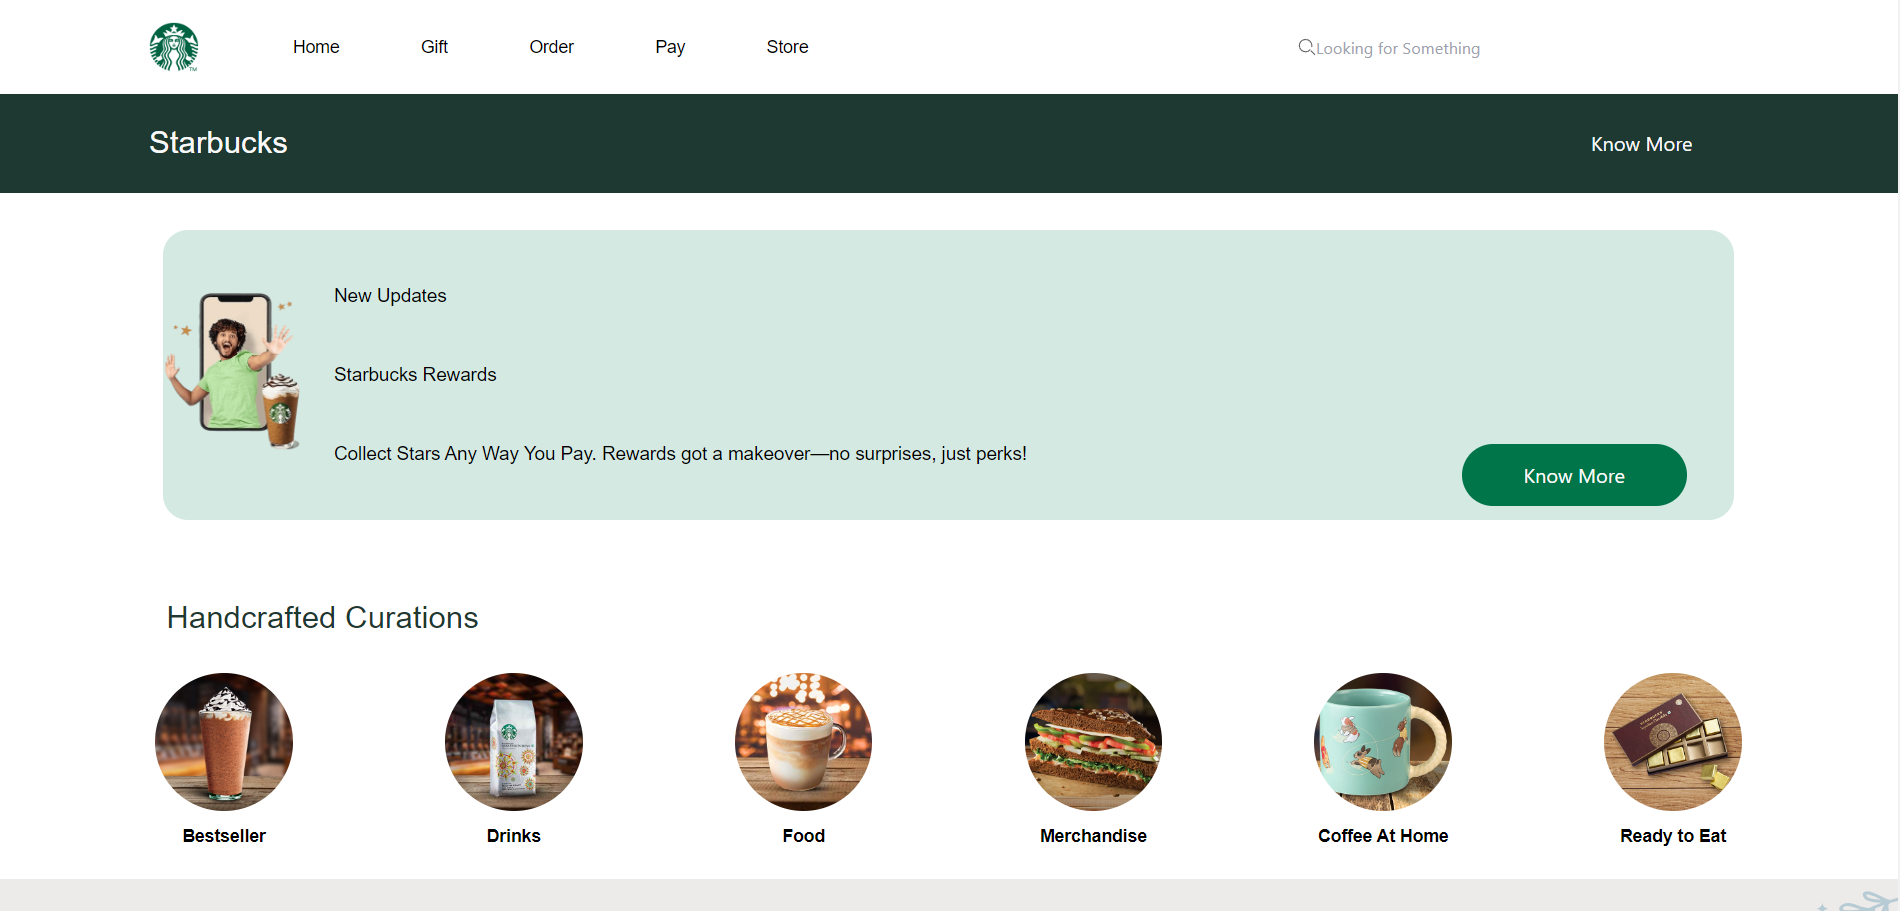 Home Gift Order Pay Store Looking for Something
Starbucks Know More
New Updates
Starbucks Rewards
Collect Stars Any Way You Pay. Rewards got a makeover—no surprises, just perks!
Know More
Handcrafted Curations
Bestseller Drinks Food Merchandise Coffee At Home Ready to Eat